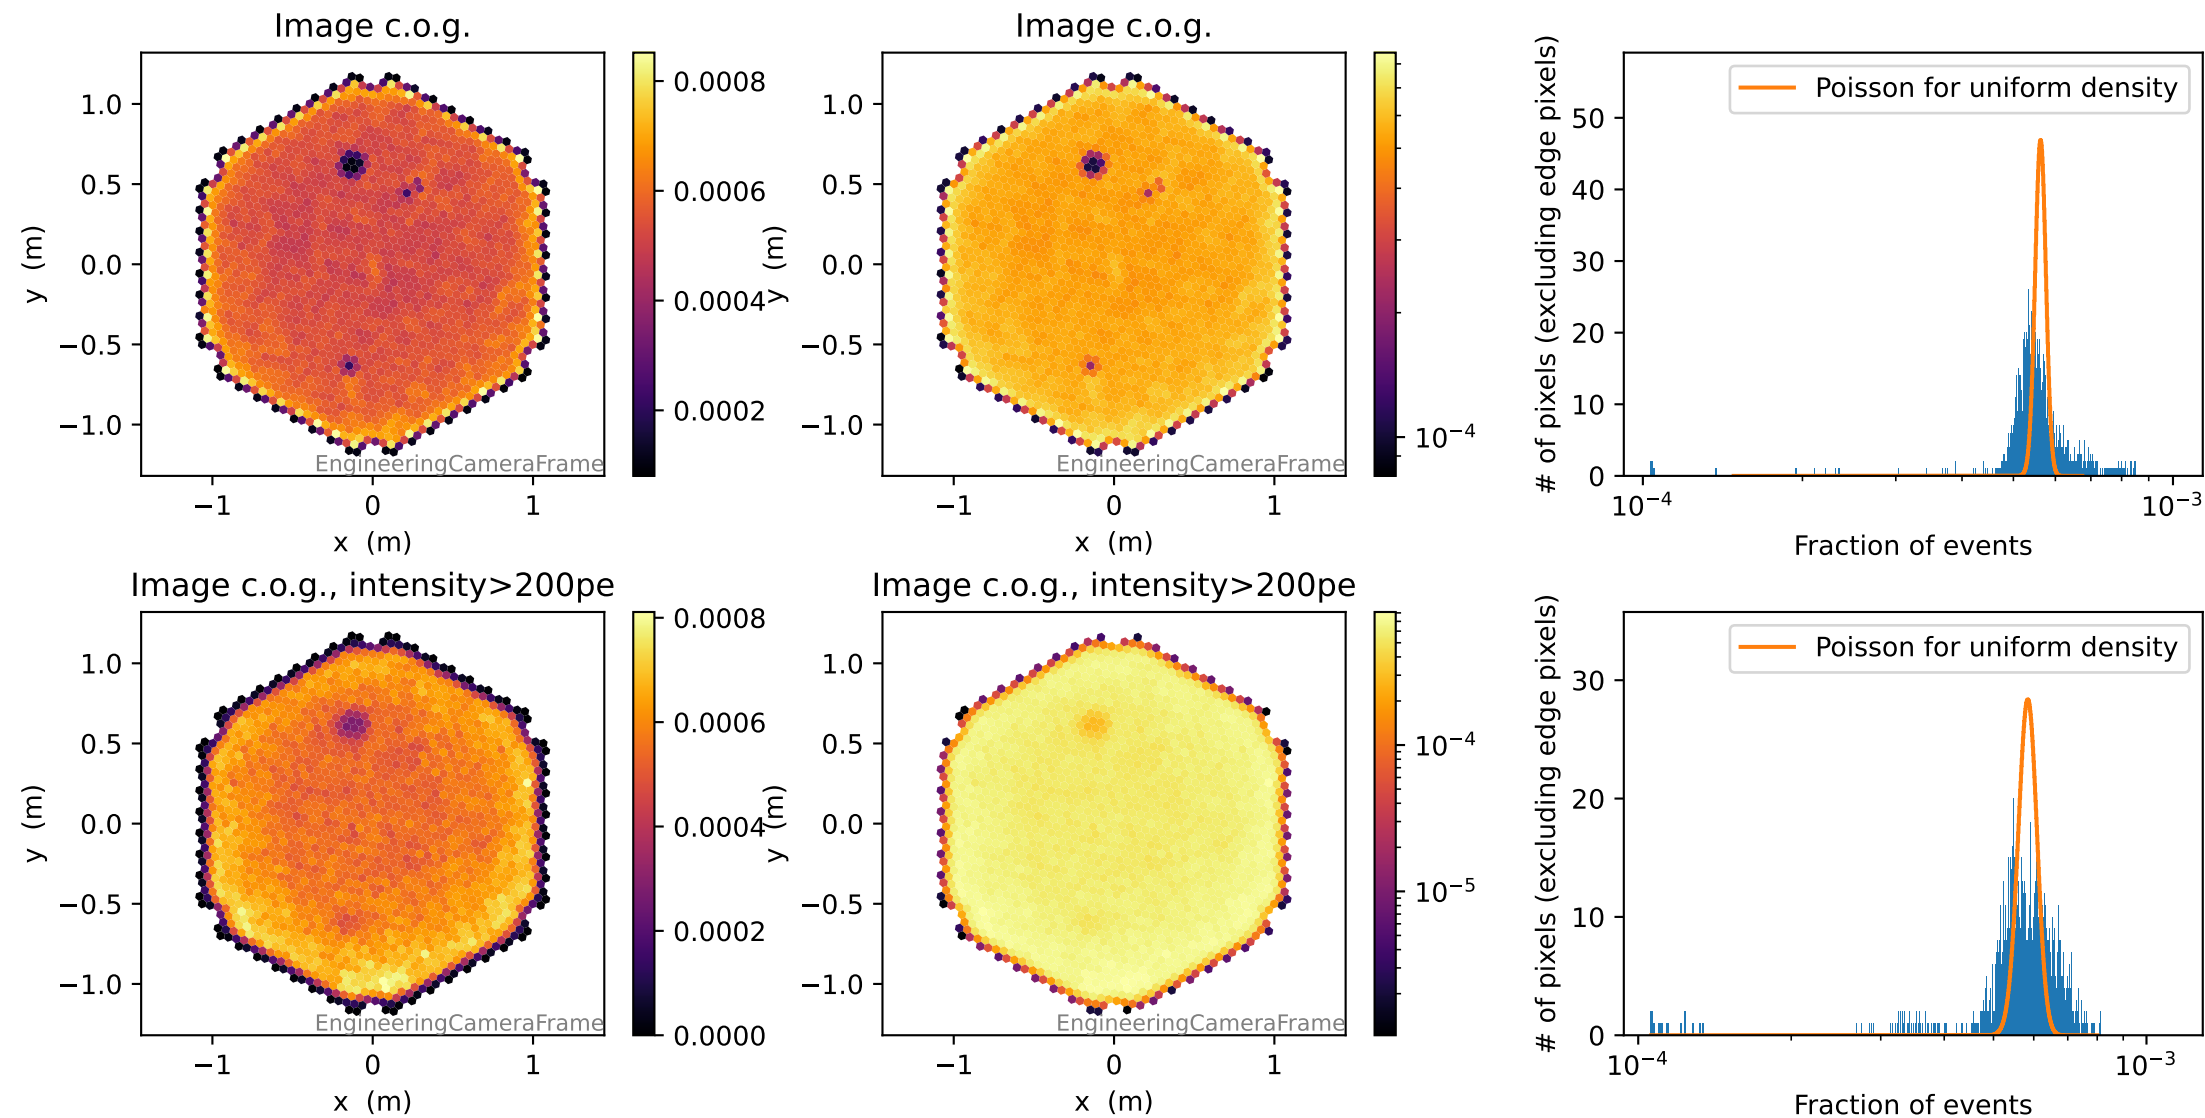 Image c.o.g.
1.0
0.5
0.0
−0.5
−1.0
y (m)
−1
0
1
x (m)
EngineeringCameraFrame
0.0008
0.0006
0.0004
0.0002
Image c.o.g.
1.0
0.5
0.0
−0.5
−1.0
y (m)
−1
0
1
x (m)
EngineeringCameraFrame
10⁻⁴
# of pixels (excluding edge pixels)
50
40
30
20
10
0
Poisson for uniform density
10⁻⁴
10⁻³
Fraction of events
Image c.o.g., intensity>200pe
1.0
0.5
0.0
−0.5
−1.0
y (m)
−1
0
1
x (m)
EngineeringCameraFrame
0.0008
0.0006
0.0004
0.0002
0.0000
Image c.o.g., intensity>200pe
1.0
0.5
0.0
−0.5
−1.0
y (m)
−1
0
1
x (m)
EngineeringCameraFrame
10⁻⁴
10⁻⁵
# of pixels (excluding edge pixels)
30
20
10
0
Poisson for uniform density
10⁻⁴
10⁻³
Fraction of events